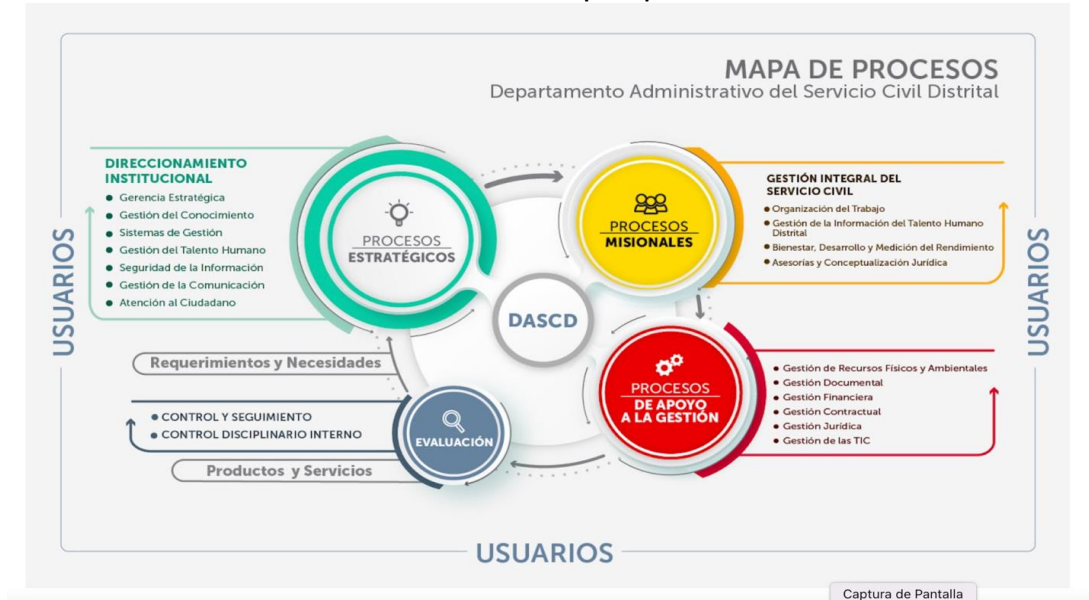 MAPA DE PROCESOS
Departamento Administrativo del Servicio Civil Distrital
DIRECCIONAMIENTO
INSTITUCIONAL
Gerencia Estratégica
Gestión del Conocimiento
Sistemas de Gestión
Gestión del Talento Humano
Seguridad de la Información
Gestión de la Comunicación
Atención al Ciudadano
PROCESOS
ESTRATÉGICOS
PROCESOS
MISIONALES
GESTIÓN INTEGRAL DEL
SERVICIO CIVIL
Organización del Trabajo
Gestión de la Información del Talento Humano
Distrital
Bienestar, Desarrollo y Medición del Rendimiento
Asesorías y Conceptualización Jurídica
USUARIOS
USUARIOS
DASCD
Requerimientos y Necesidades
CONTROL Y SEGUIMIENTO
CONTROL DISCIPLINARIO INTERNO
Productos y Servicios
EVALUACIÓN
PROCESOS
DE APOYO
A LA GESTIÓN
Gestión de Recursos Físicos y Ambientales
Gestión Documental
Gestión Financiera
Gestión Contractual
Gestión Jurídica
Gestión de las TIC
USUARIOS
Captura de Pantalla